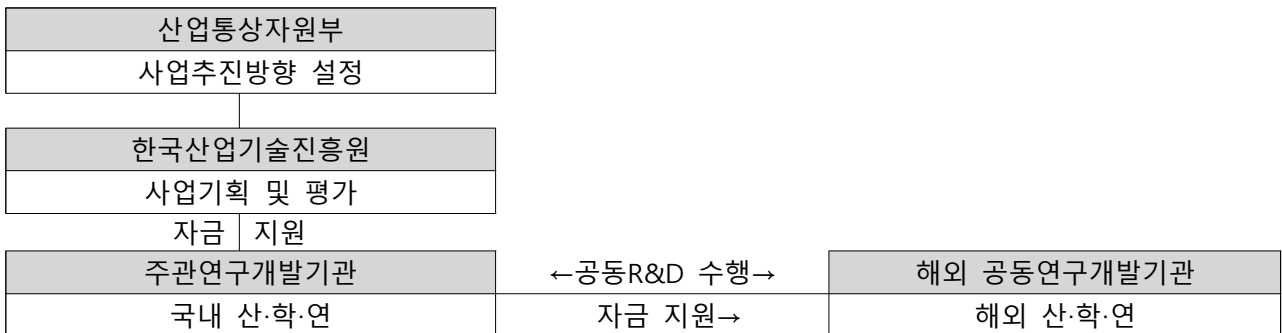 산업통상자원부
사업추진방향 설정
한국산업기술진흥원
사업기획 및 평가
자금 지원
주관연구개발기관 ←공동R&D 수행→ 해외 공동연구개발기관
국내 산·학·연 자금 지원→ 해외 산·학·연